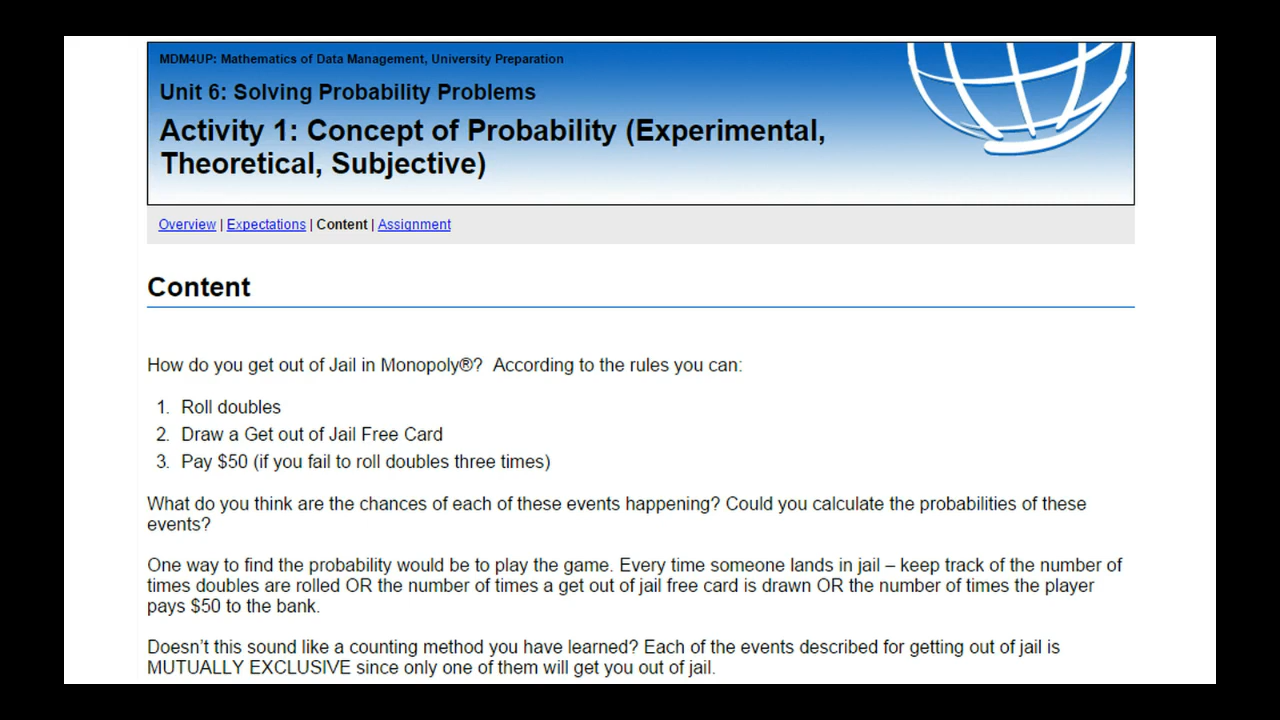 MDM4UP: Mathematics of Data Management, University Preparation
Unit 6: Solving Probability Problems
Activity 1: Concept of Probability (Experimental,
Theoretical, Subjective)
Overview | Expectations | Content | Assignment
Content
How do you get out of Jail in Monopoly®?  According to the rules you can:
1. Roll doubles
2. Draw a Get out of Jail Free Card
3. Pay $50 (if you fail to roll doubles three times)
What do you think are the chances of each of these events happening? Could you calculate the probabilities of these
events?
One way to find the probability would be to play the game. Every time someone lands in jail – keep track of the number of
times doubles are rolled OR the number of times a get out of jail free card is drawn OR the number of times the player
pays $50 to the bank.
Doesn’t this sound like a counting method you have learned? Each of the events described for getting out of jail is
MUTUALLY EXCLUSIVE since only one of them will get you out of jail.